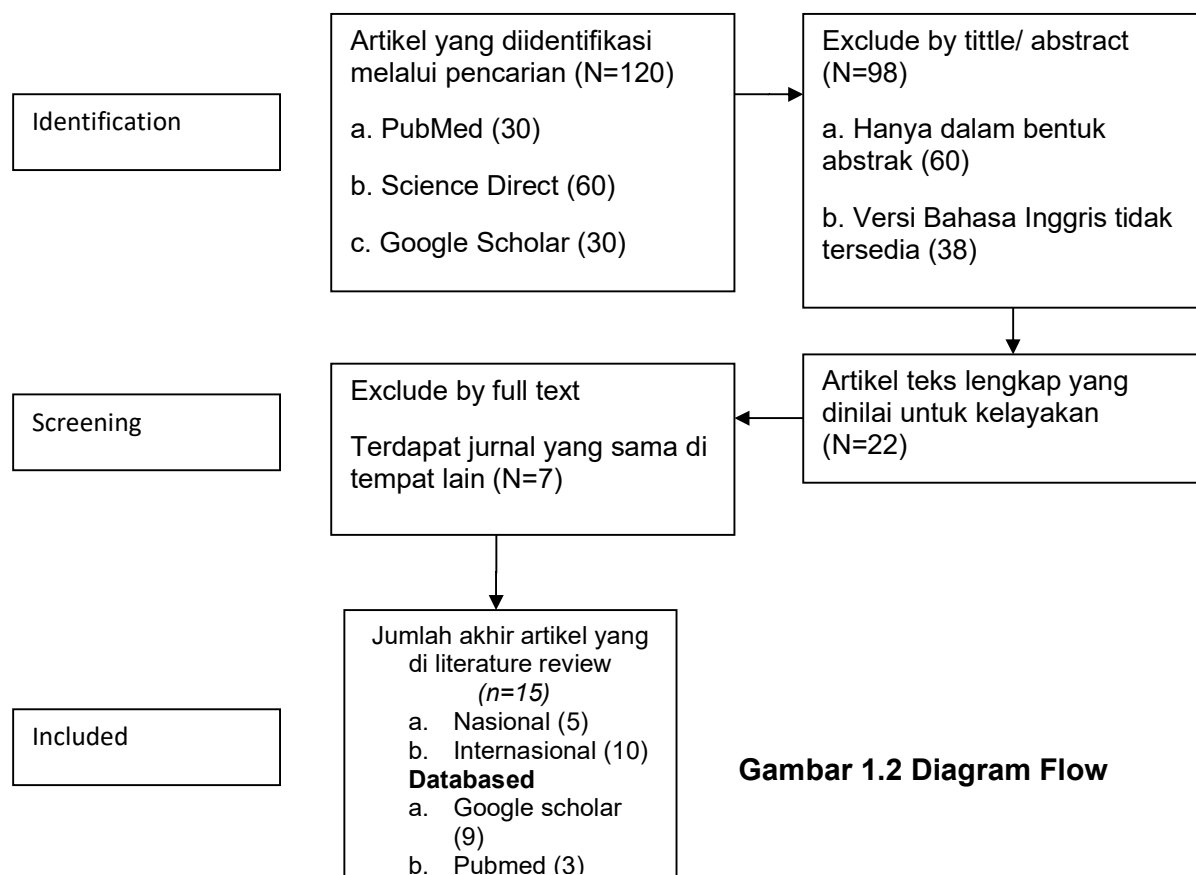 Identification
Artikel yang diidentifikasi
melalui pencarian (N=120)
a. PubMed (30)
b. Science Direct (60)
c. Google Scholar (30)
Exclude by tittle/ abstract
(N=98)
a. Hanya dalam bentuk
abstrak (60)
b. Versi Bahasa Inggris tidak
tersedia (38)
Screening
Exclude by full text
Terdapat jurnal yang sama di
tempat lain (N=7)
Artikel teks lengkap yang
dinilai untuk kelayakan
(N=22)
Included
Jumlah akhir artikel yang
di literature review
(n=15)
a. Nasional (5)
b. Internasional (10)
Databased
a. Google scholar
(9)
b. Pubmed (3)
Gambar 1.2 Diagram Flow